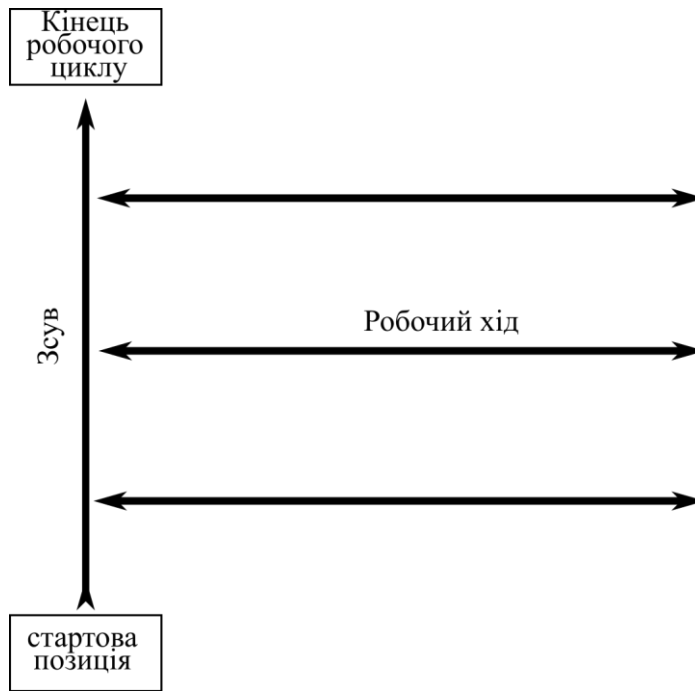 Кінець
робочого
циклу
Робочий хід
Зсув
стартова
позиція